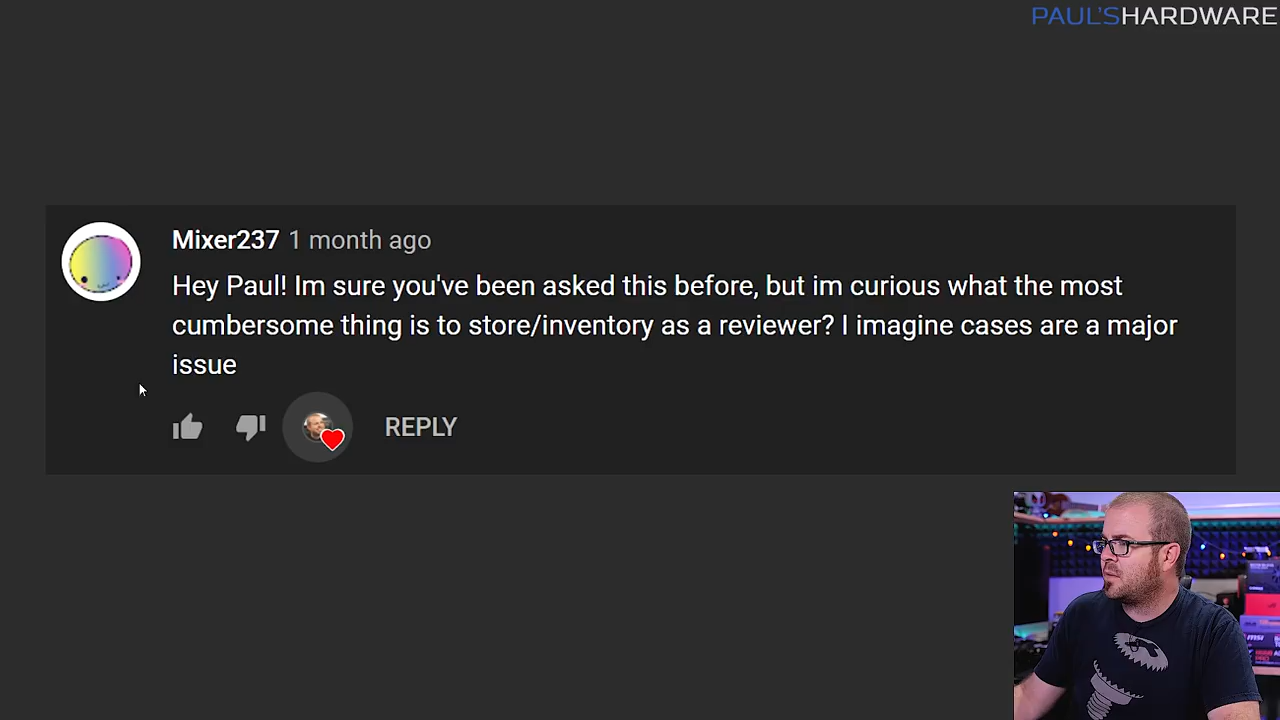 PAUL'SHARDWARE
Mixer237 1 month ago
Hey Paul! Im sure you've been asked this before, but im curious what the most
cumbersome thing is to store/inventory as a reviewer? I imagine cases are a major
issue
REPLY
msi